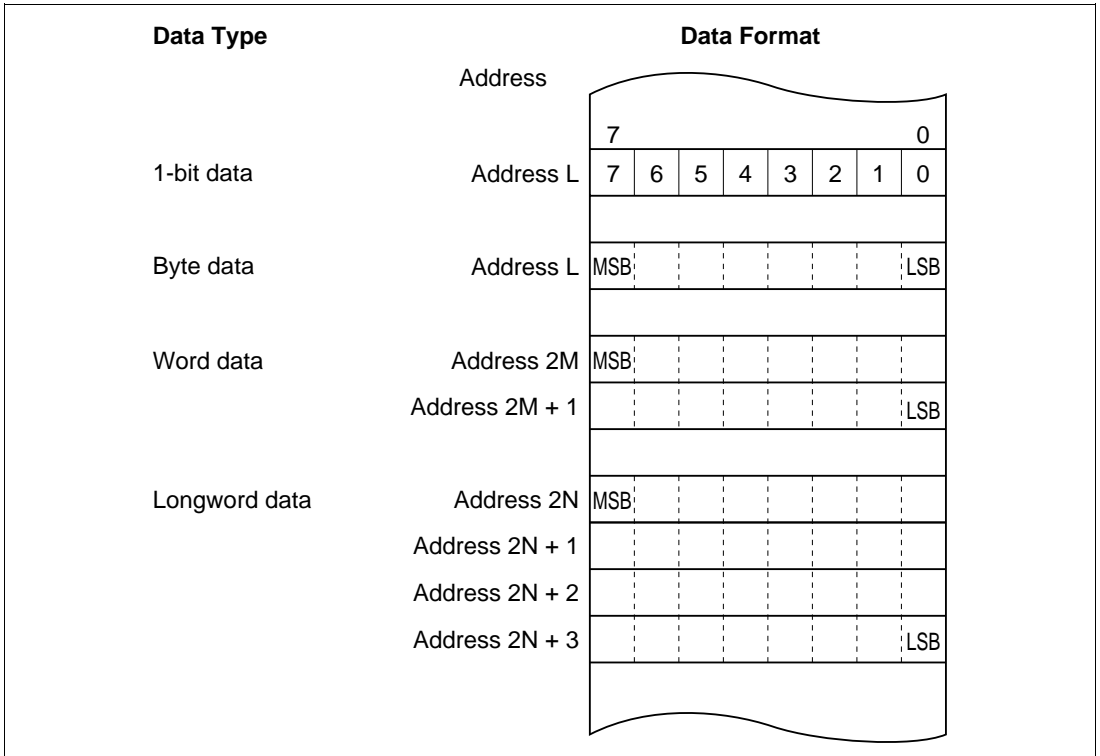 Data Type Data Format
Address
7 0
1-bit data Address L 7 6 5 4 3 2 1 0
Byte data Address L MSB LSB
Word data Address 2M MSB
Address 2M + 1 LSB
Longword data Address 2N MSB
Address 2N + 1
Address 2N + 2
Address 2N + 3 LSB